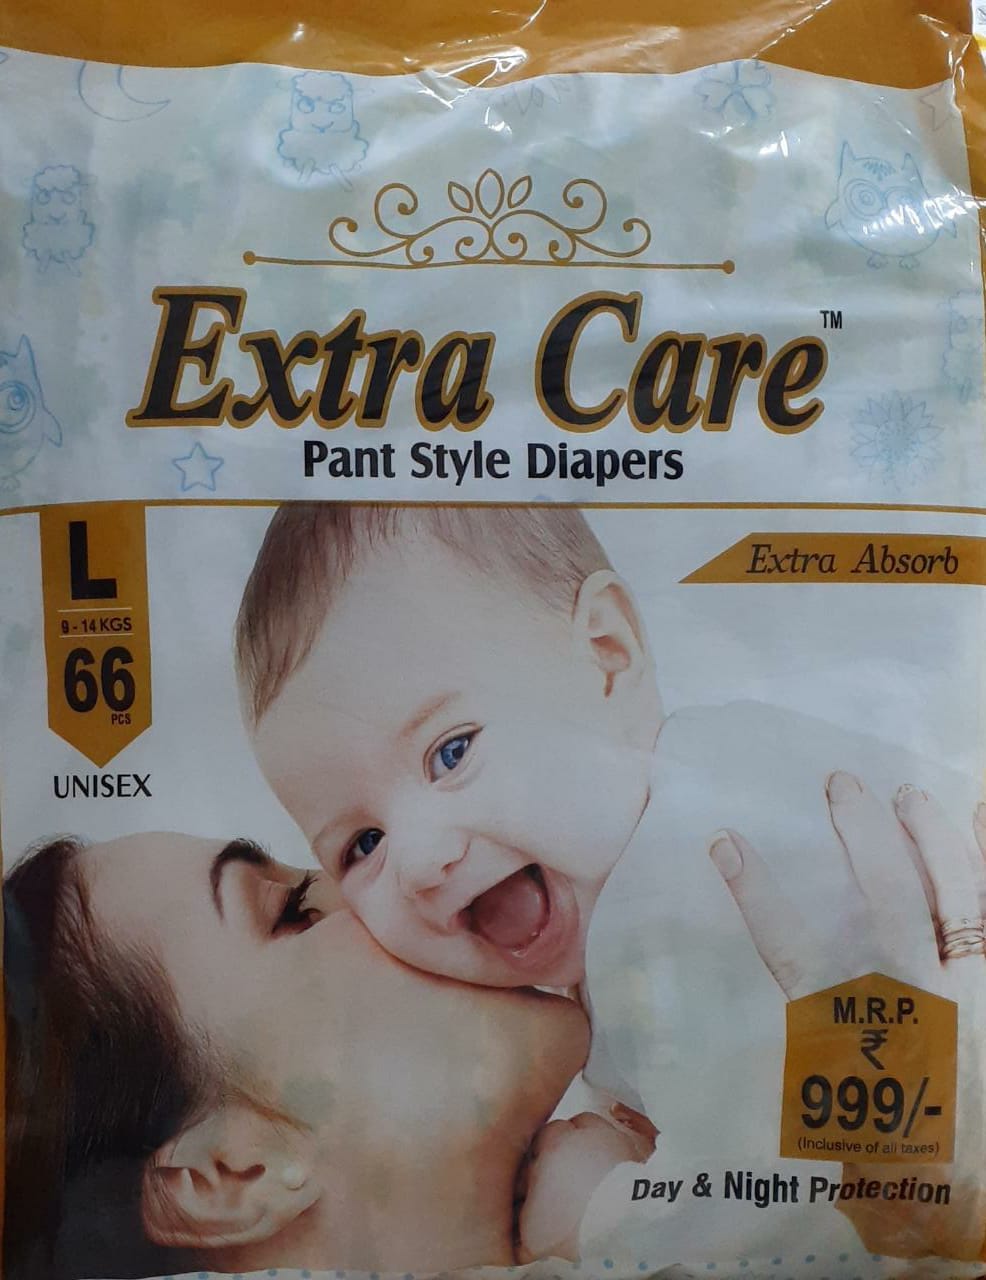 Extra Care™
Pant Style Diapers
L
9 - 14 KGS
66
PCS
UNISEX
Extra Absorb
M.R.P.
₹
999/-
(Inclusive of all taxes)
Day & Night Protection